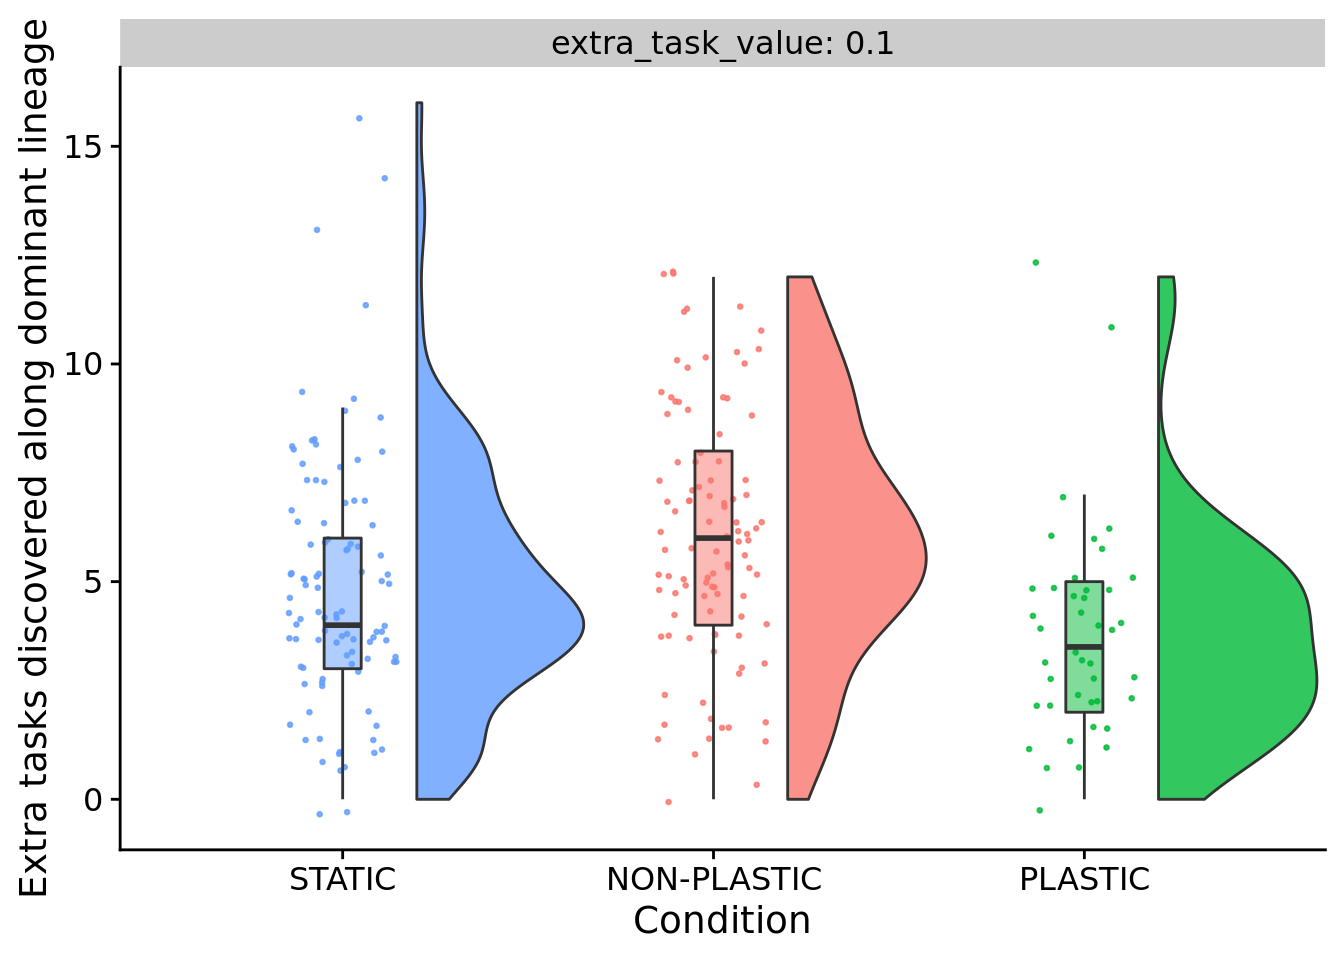 extra_task_value: 0.1
Extra tasks discovered along dominant lineage
15
10
5
0
STATIC
NON-PLASTIC
PLASTIC
Condition